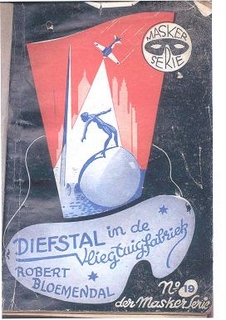 MASKER
SERIE
DIEFSTAL in de
Vliegtuigfabriek
ROBERT
BLOEMENDAL
No 19
der Masker Serie